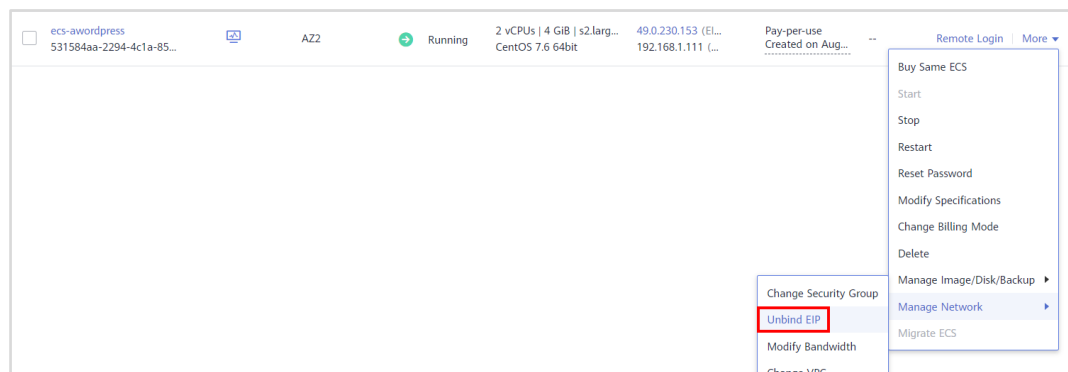 ecs-awordpress
531584aa-2294-4c1a-85...
AZ2
Running
2 vCPUs | 4 GiB | s2.larg...
CentOS 7.6 64bit
49.0.230.153 (EI...
192.168.1.111 (...
Pay-per-use
Created on Aug...
--
Remote Login | More
Buy Same ECS
Start
Stop
Restart
Reset Password
Modify Specifications
Change Billing Mode
Delete
Manage Image/Disk/Backup
Manage Network
Migrate ECS
Change Security Group
Unbind EIP
Modify Bandwidth
Change VPC